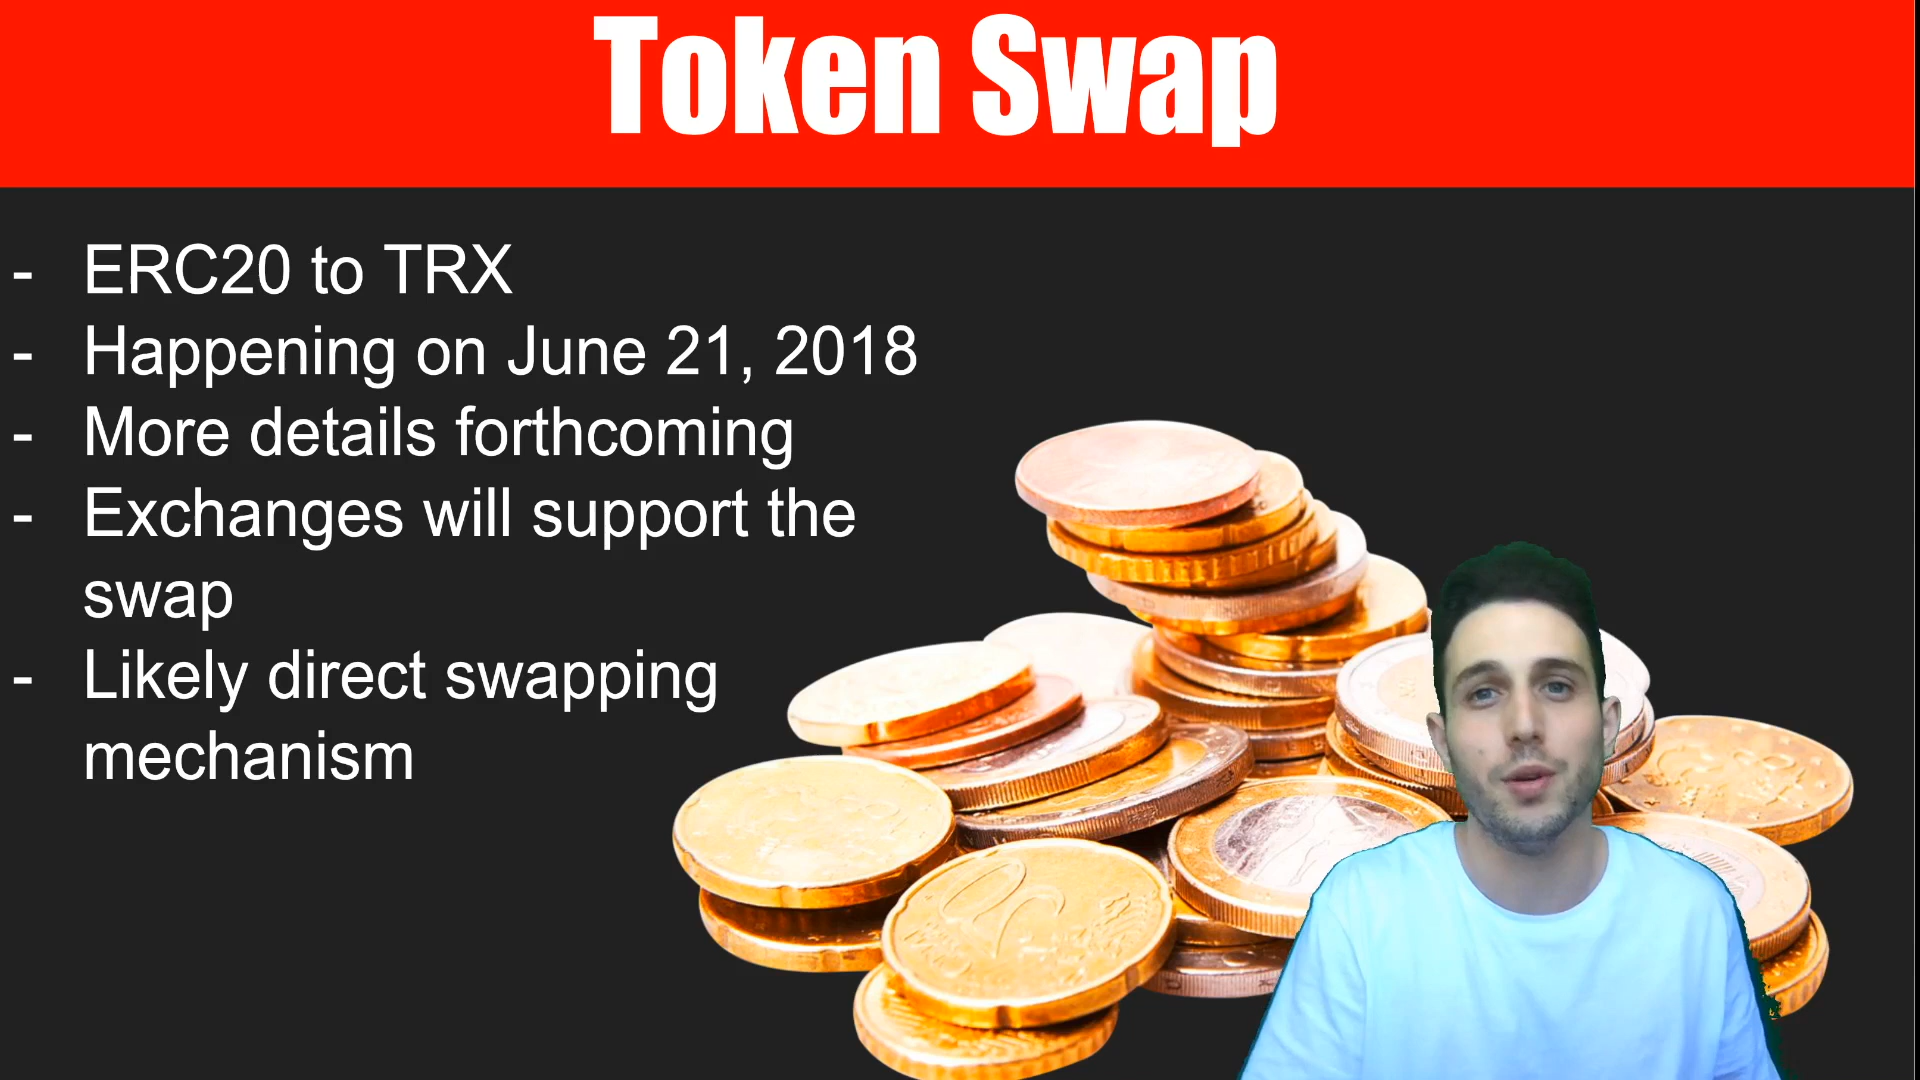 Token Swap
- ERC20 to TRX
- Happening on June 21, 2018
- More details forthcoming
- Exchanges will support the
swap
- Likely direct swapping
mechanism